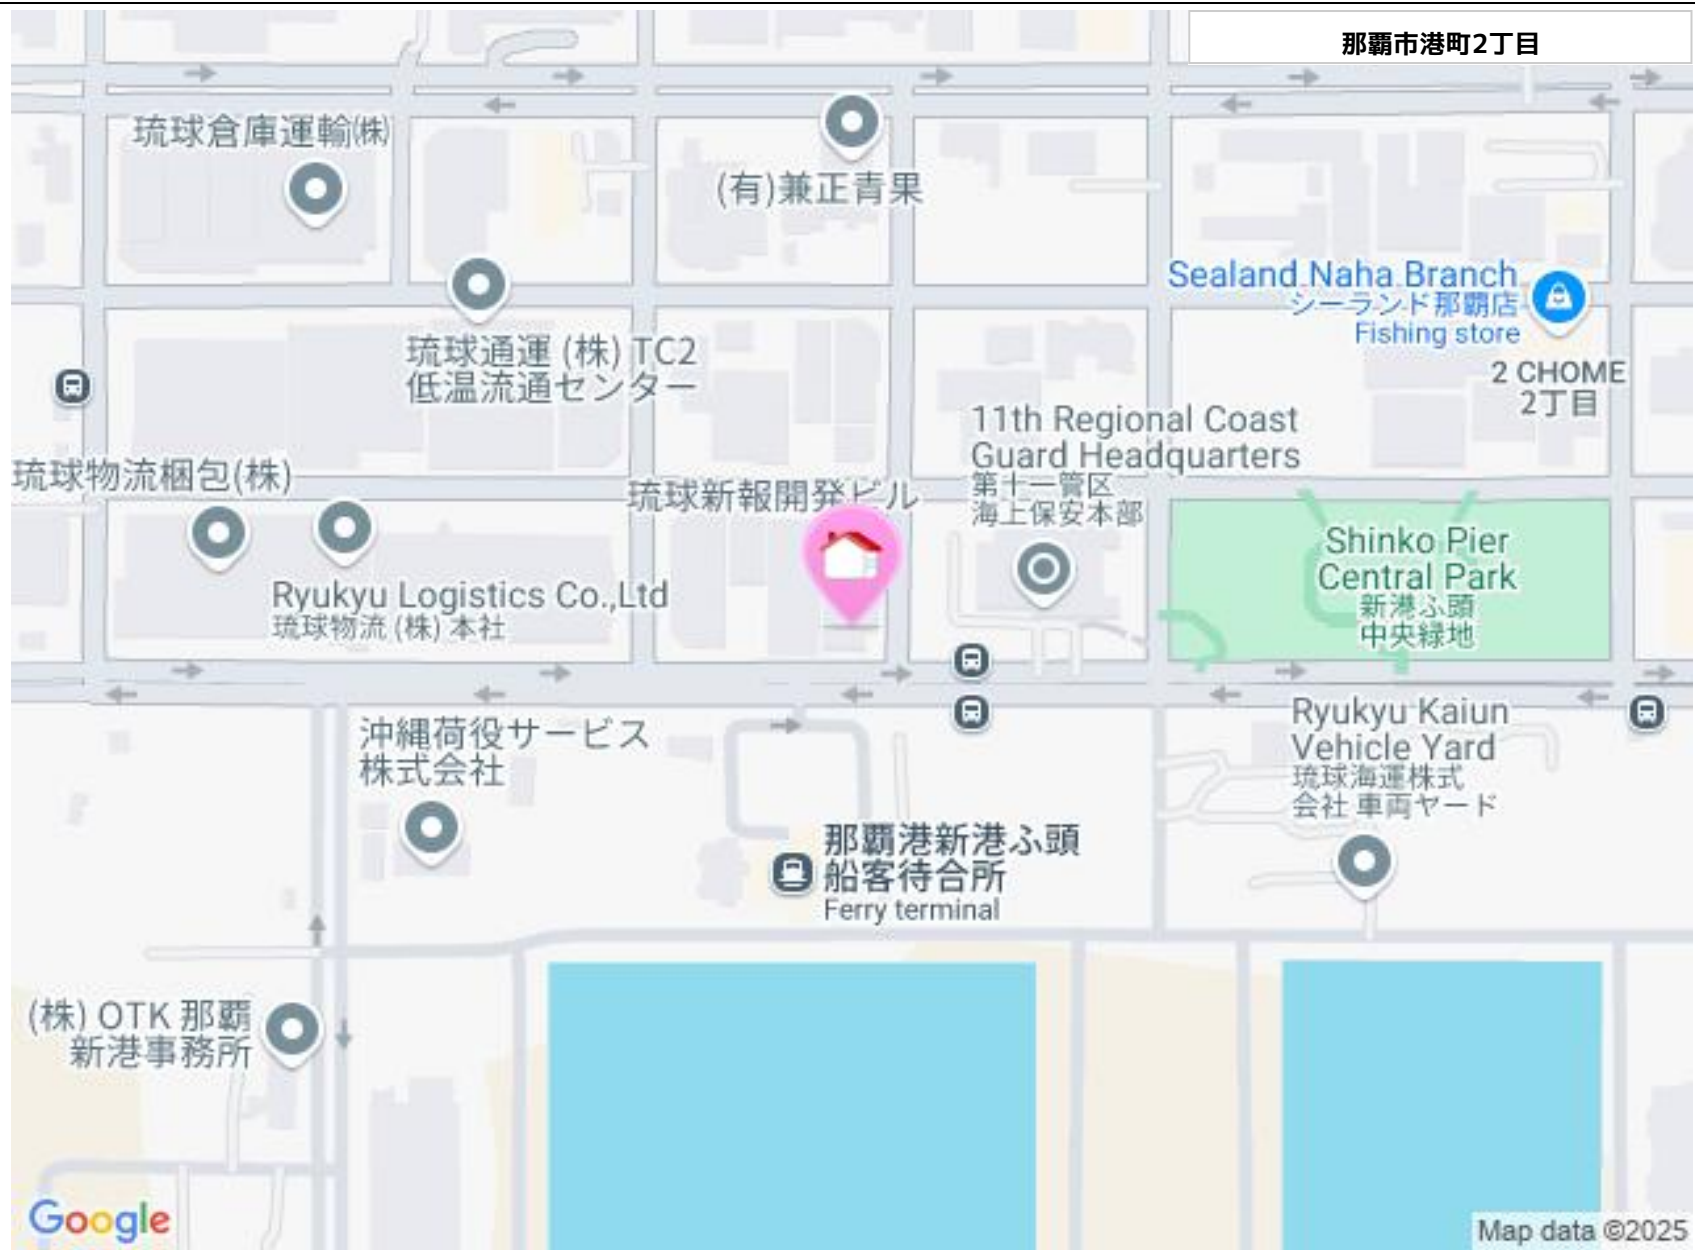 那覇市港町2丁目
琉球倉庫運輸㈱
(有)兼正青果
Sealand Naha Branch
シーランド那覇店
Fishing store
琉球通運 (株) TC2
低温流通センター
2 CHOME
2丁目
11th Regional Coast
Guard Headquarters
第十一管区
海上保安本部
琉球物流梱包(株)
琉球新報開発ビル
Shinko Pier
Central Park
新港ふ頭
中央緑地
Ryukyu Logistics Co.,Ltd
琉球物流 (株) 本社
沖縄荷役サービス
株式会社
Ryukyu Kaiun
Vehicle Yard
琉球海運株式
会社 車両ヤード
那覇港新港ふ頭
船客待合所
Ferry terminal
(株) OTK 那覇
新港事務所
Google
Map data ©2025